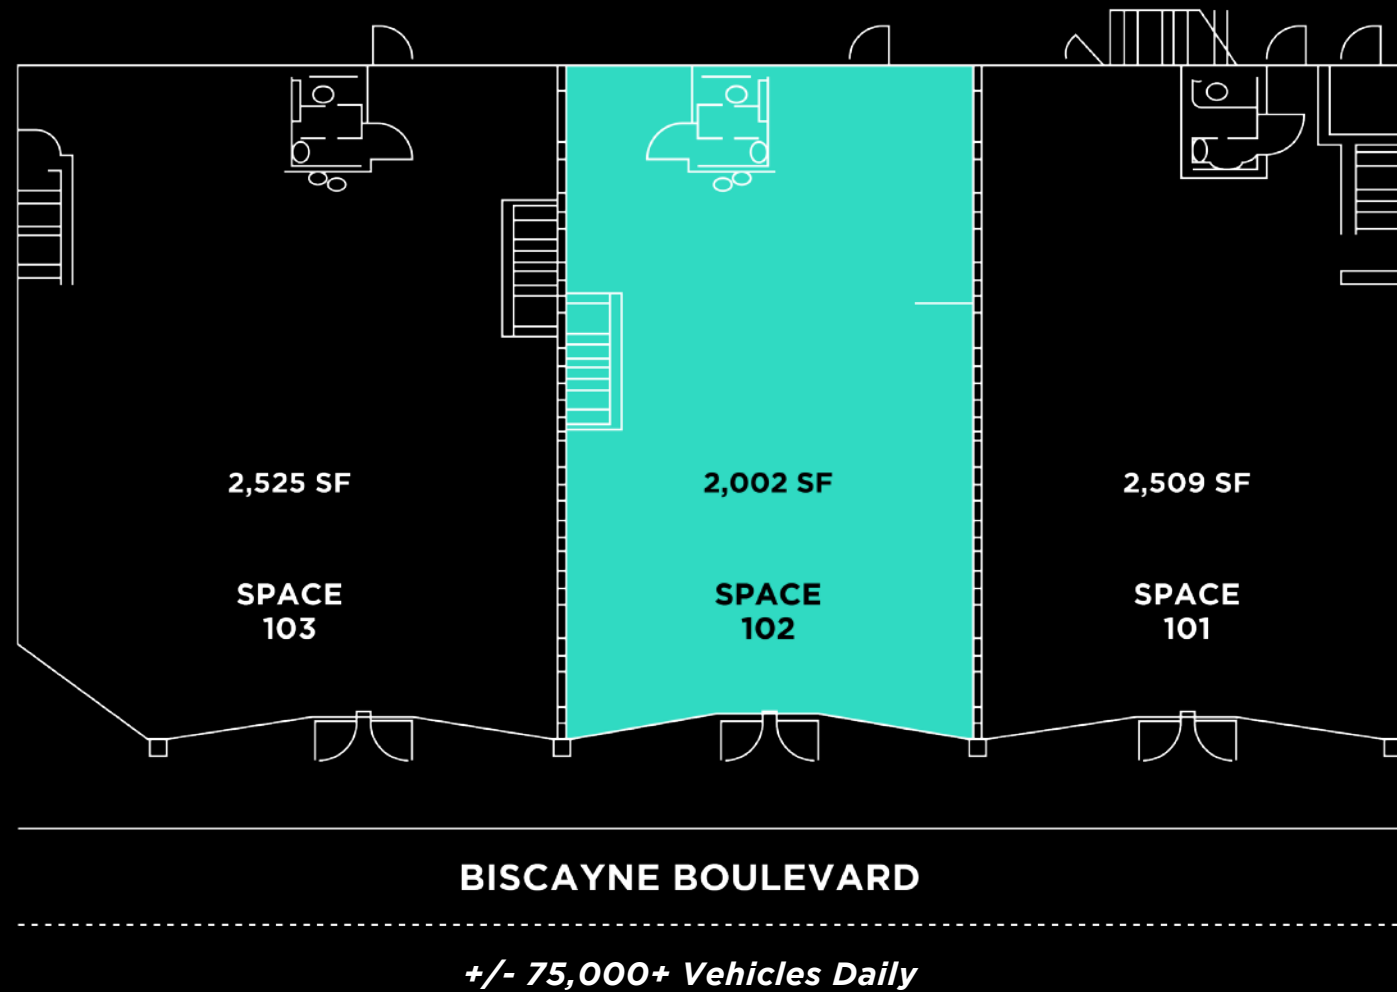 2,525 SF
SPACE
103
2,002 SF
SPACE
102
2,509 SF
SPACE
101
BISCAYNE BOULEVARD
+/- 75,000+ Vehicles Daily